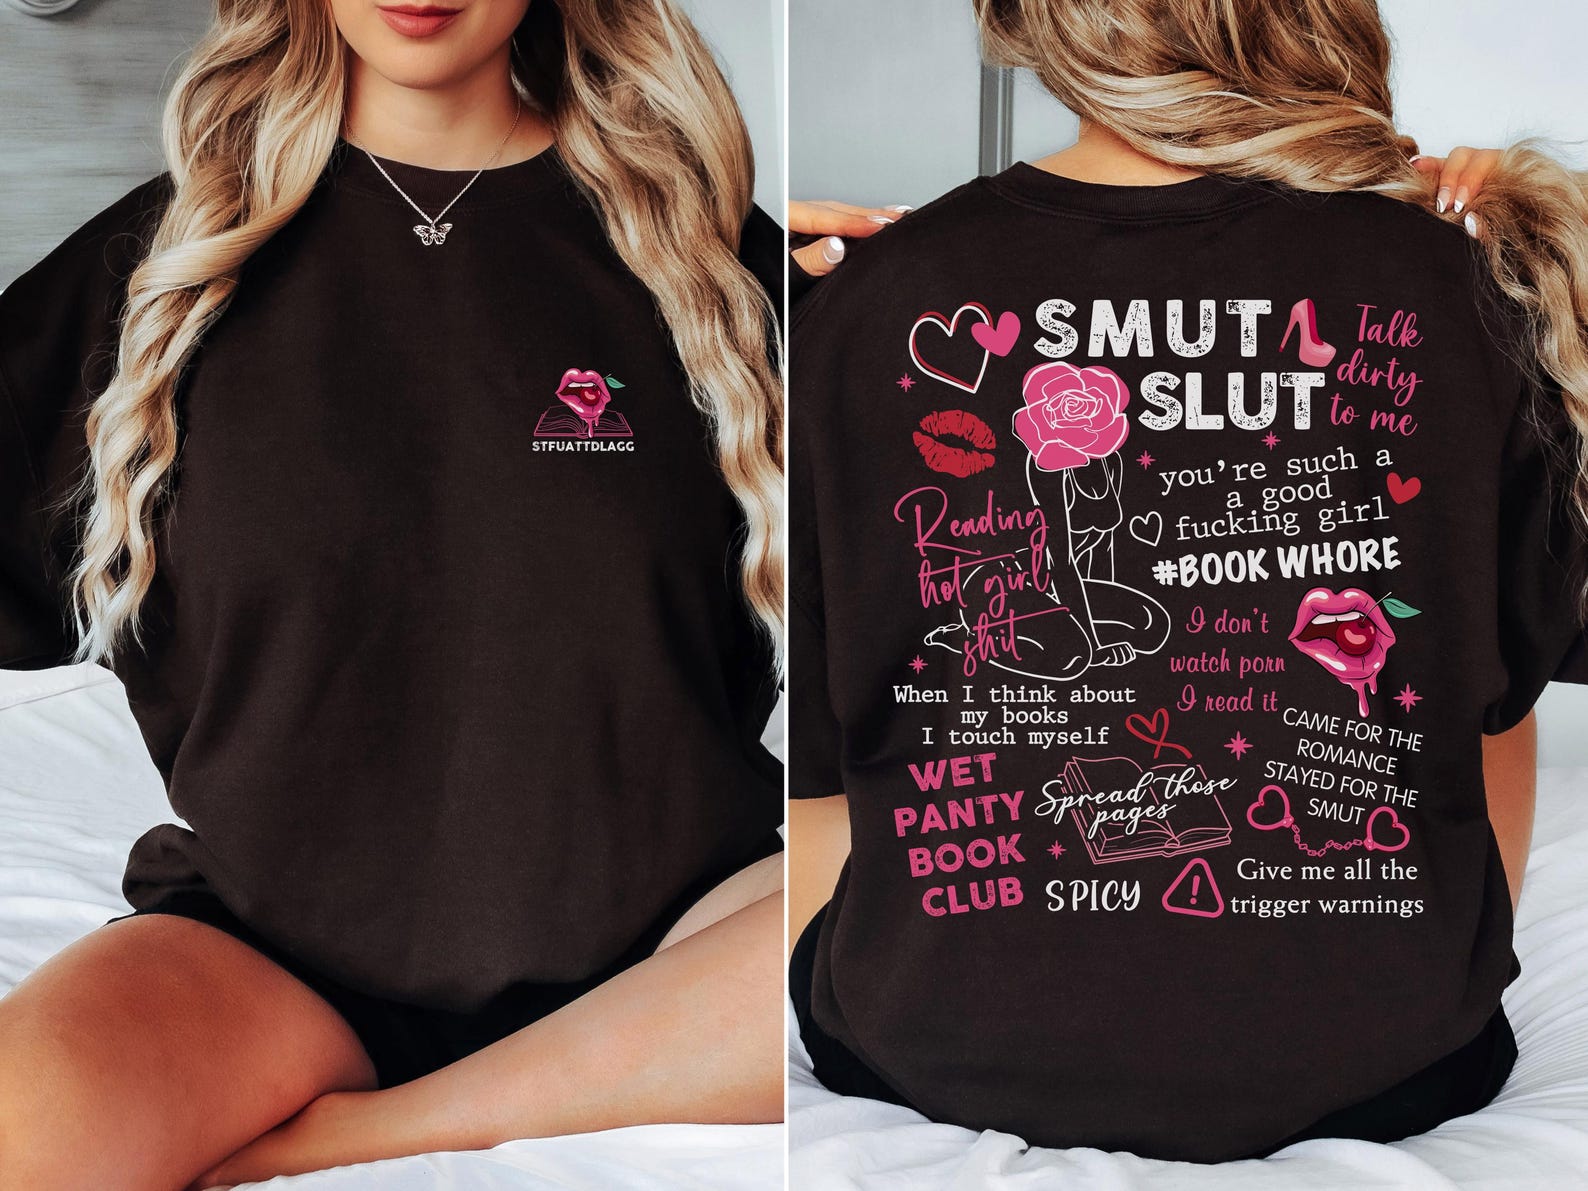 STFUATTDLAGG
SMUT
SLUT
Talk
dirty
to me
you're such a
a good
fucking girl
#BOOK WHORE
Reading
hot girl
shit
I don't
watch porn
I read it
When I think about
my books
I touch myself
CAME FOR THE
ROMANCE
STAYED FOR THE
SMUT
WET
PANTY
BOOK
CLUB
Spread those
pages
SPICY
!
Give me all the
trigger warnings